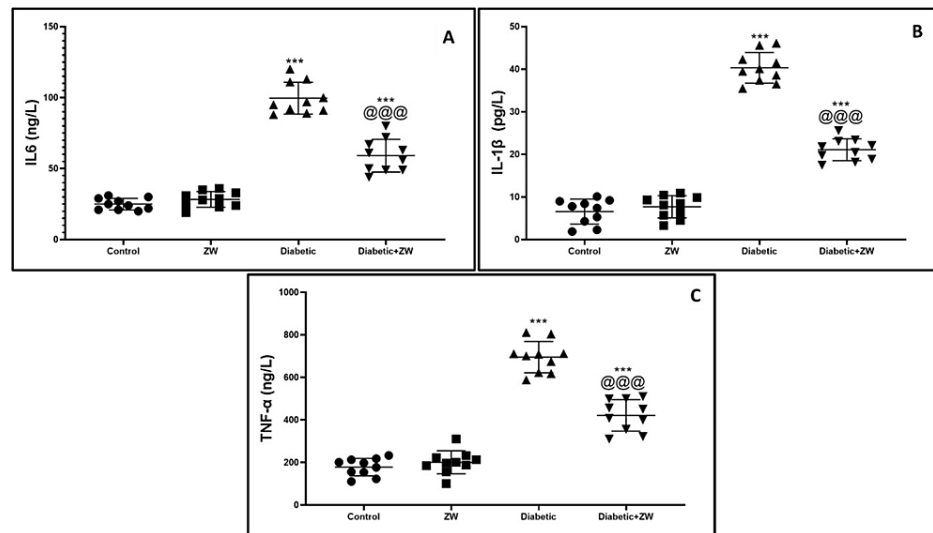 A
IL6 (ng/L)
150
100
50
0
***
***
@@@
Control ZW Diabetic Diabetic+ZW
B
IL-1β (pg/L)
50
40
30
20
10
0
***
***
@@@
Control ZW Diabetic Diabetic+ZW
C
TNF-α (ng/L)
1000
800
600
400
200
0
***
***
@@@
Control ZW Diabetic Diabetic+ZW